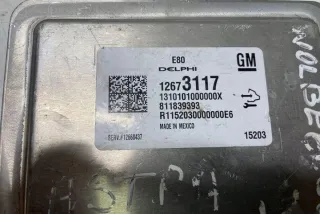 E80
DELPHI
GM
12673117
1310101000000X
811839393
R1152030000000E6
MADE IN MEXICO
15203